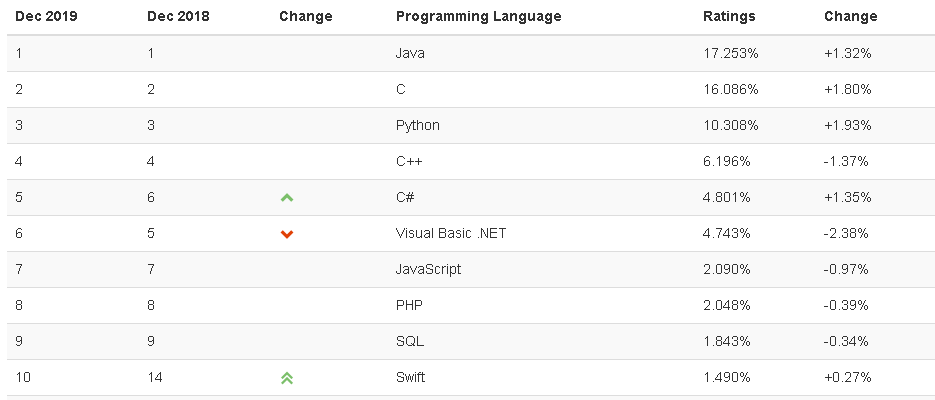 Dec 2019 Dec 2018 Change Programming Language Ratings Change
1 1 Java 17.253% +1.32%
2 2 C 16.086% +1.80%
3 3 Python 10.308% +1.93%
4 4 C++ 6.196% -1.37%
5 6 C# 4.801% +1.35%
6 5 Visual Basic .NET 4.743% -2.38%
7 7 JavaScript 2.090% -0.97%
8 8 PHP 2.048% -0.39%
9 9 SQL 1.843% -0.34%
10 14 Swift 1.490% +0.27%